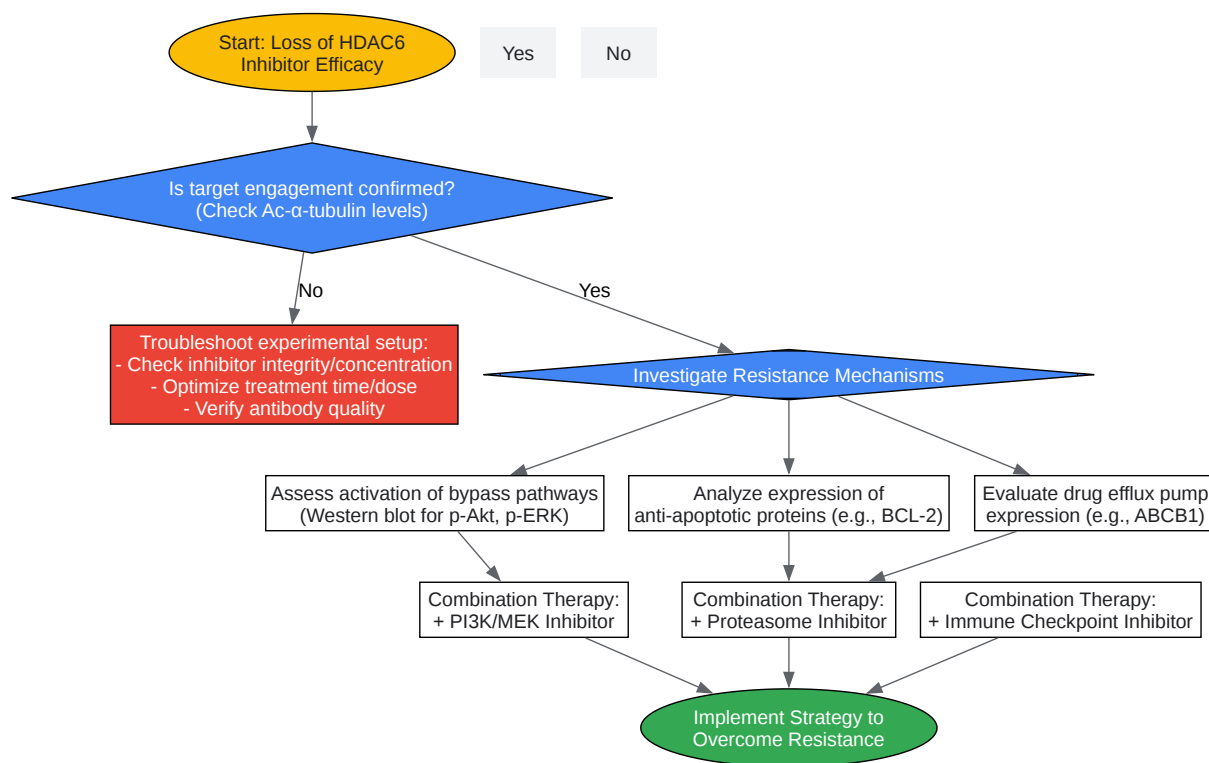 Start: Loss of HDAC6
Inhibitor Efficacy
Yes
No
Is target engagement confirmed?
(Check Ac-α-tubulin levels)
No
Yes
Troubleshoot experimental setup:
- Check inhibitor integrity/concentration
- Optimize treatment time/dose
- Verify antibody quality
Investigate Resistance Mechanisms
Assess activation of bypass pathways
(Western blot for p-Akt, p-ERK)
Analyze expression of
anti-apoptotic proteins (e.g., BCL-2)
Evaluate drug efflux pump
expression (e.g., ABCB1)
Combination Therapy:
+ PI3K/MEK Inhibitor
Combination Therapy:
+ Proteasome Inhibitor
Combination Therapy:
+ Immune Checkpoint Inhibitor
Implement Strategy to
Overcome Resistance